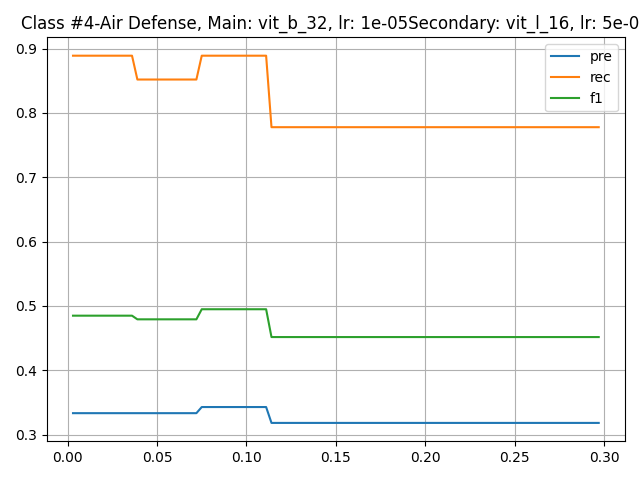 Class #4-Air Defense, Main: vit_b_32, lr: 1e-05Secondary: vit_l_16, lr: 5e-0
0.9
0.8
0.7
0.6
0.5
0.4
0.3
pre
rec
f1
0.00 0.05 0.10 0.15 0.20 0.25 0.30